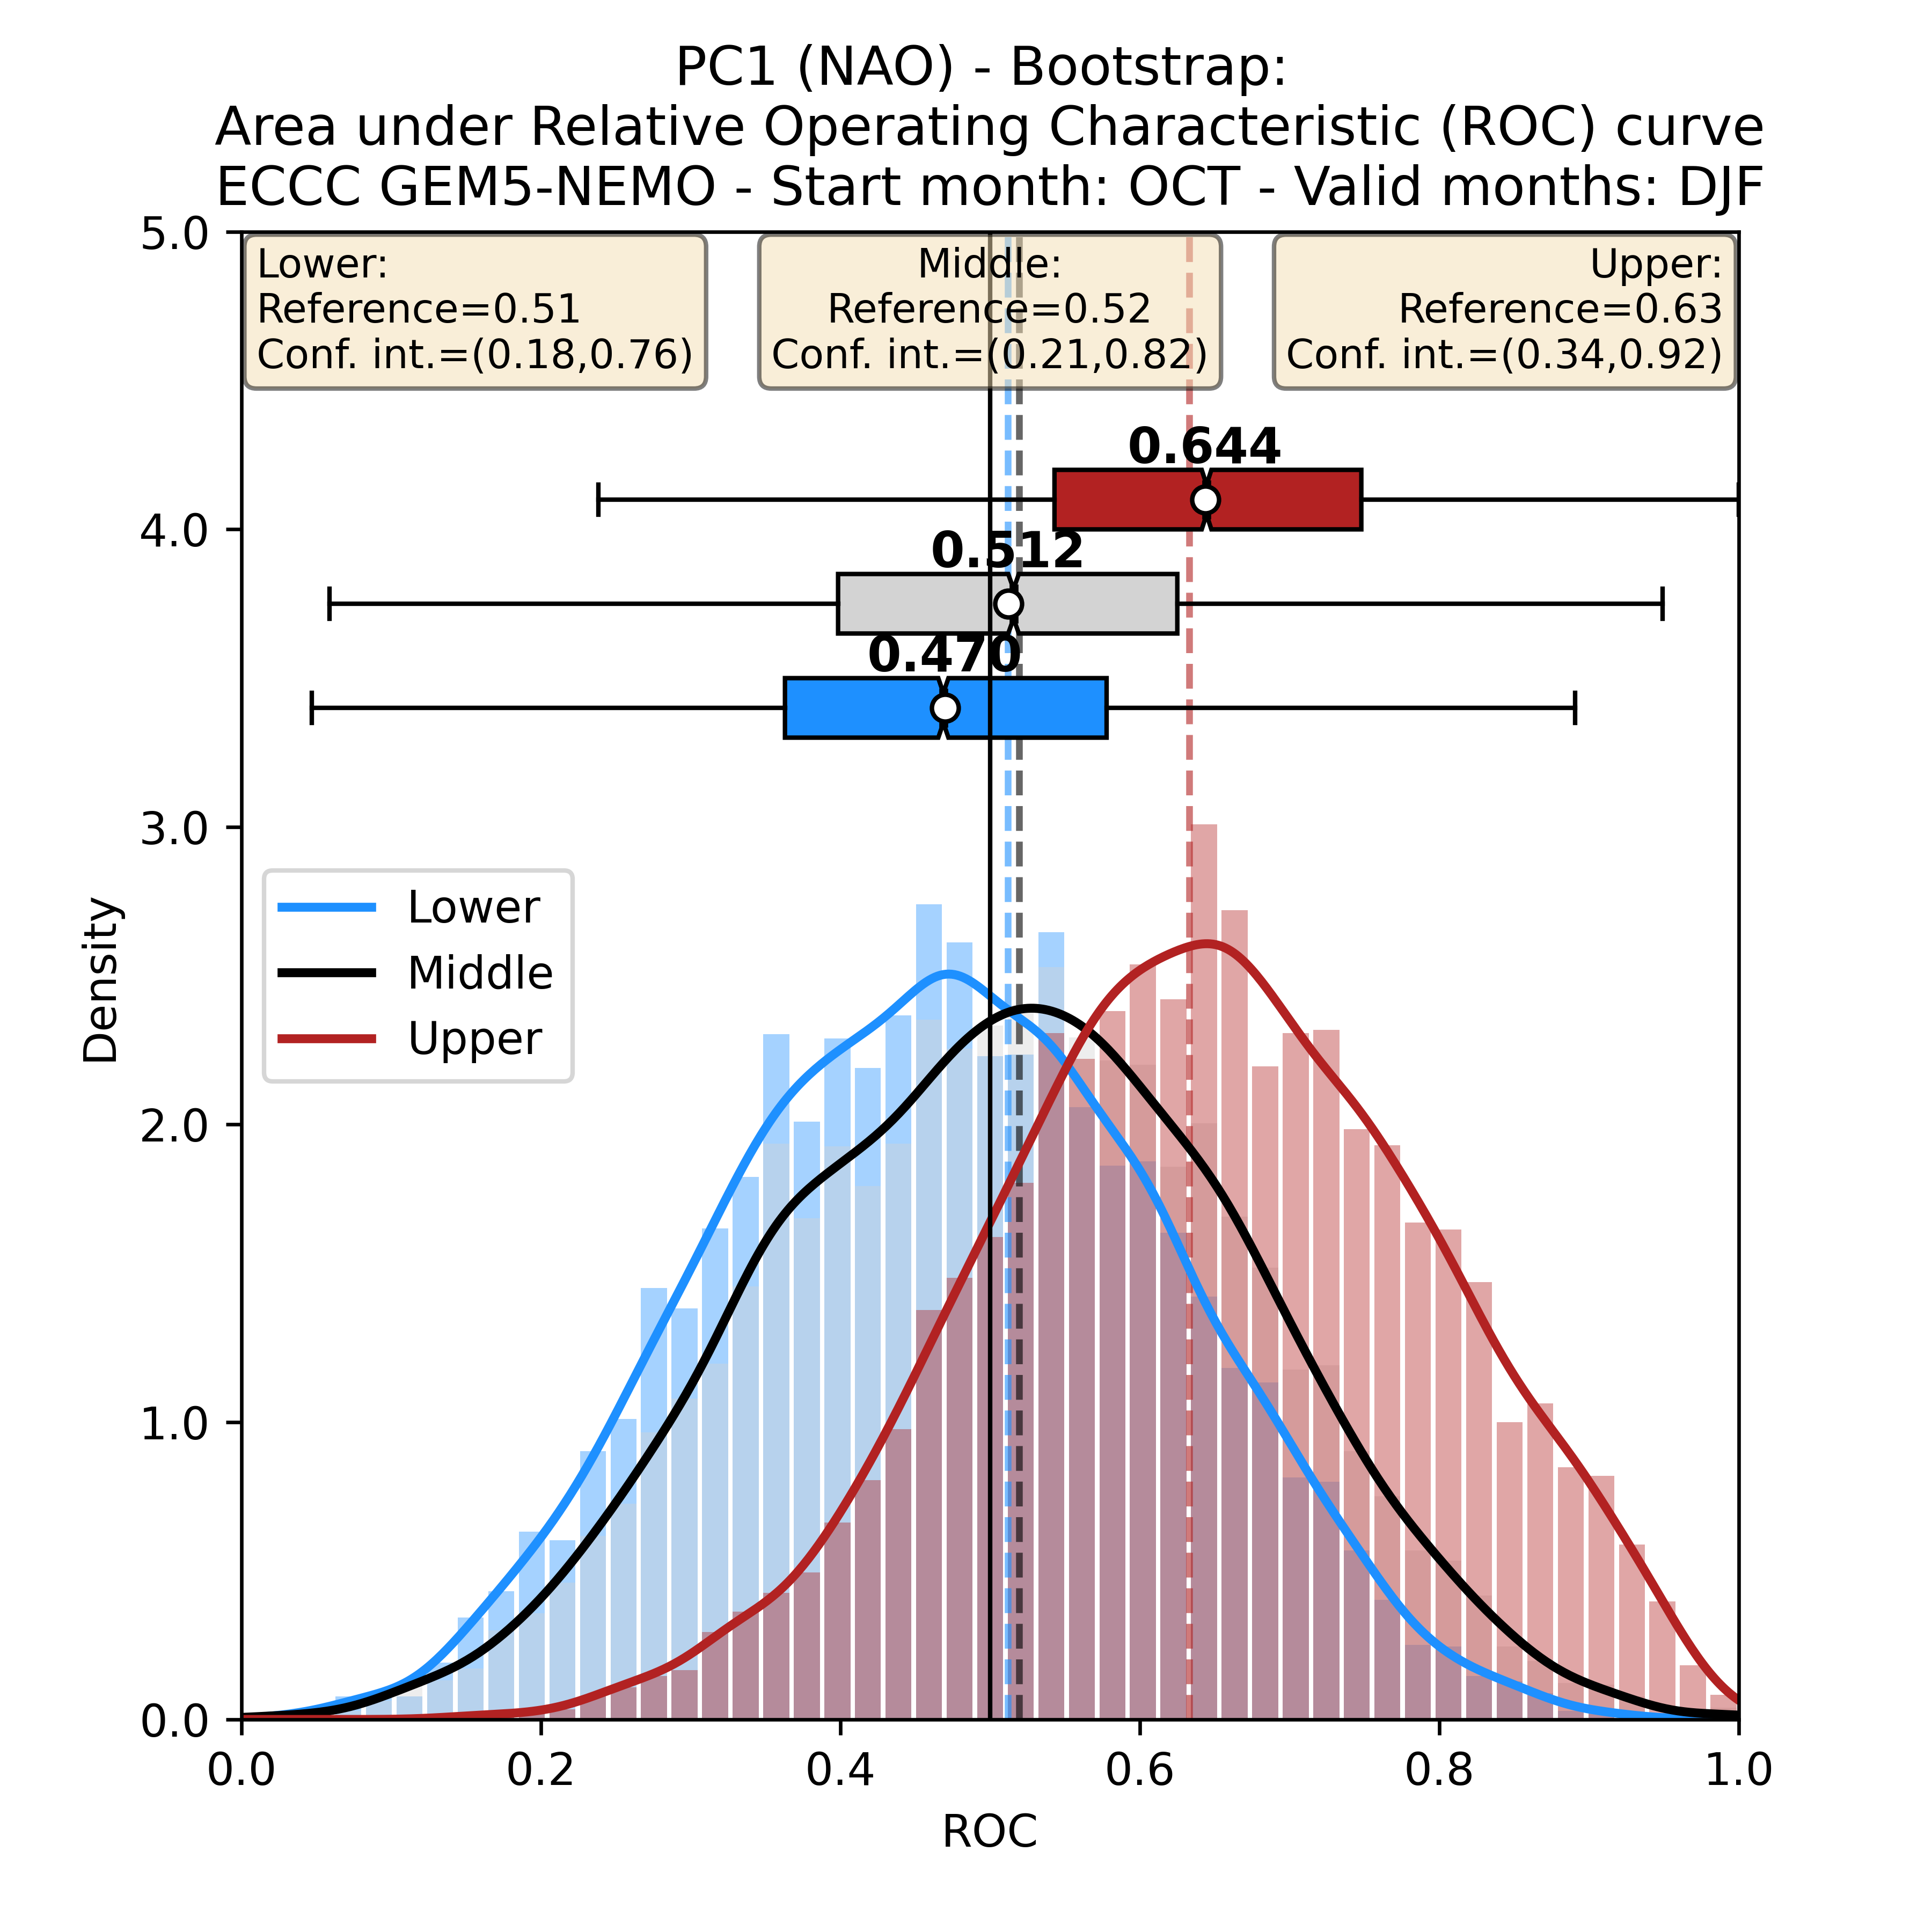 PC1 (NAO) - Bootstrap:
Area under Relative Operating Characteristic (ROC) curve
ECCC GEM5-NEMO - Start month: OCT - Valid months: DJF
Lower:
Reference=0.51
Conf. int.=(0.18,0.76)
Middle:
Reference=0.52
Conf. int.=(0.21,0.82)
Upper:
Reference=0.63
Conf. int.=(0.34,0.92)
0.644
0.512
0.470
Lower
Middle
Upper
Density
5.0
4.0
3.0
2.0
1.0
0.0
0.0 0.2 0.4 0.6 0.8 1.0
ROC